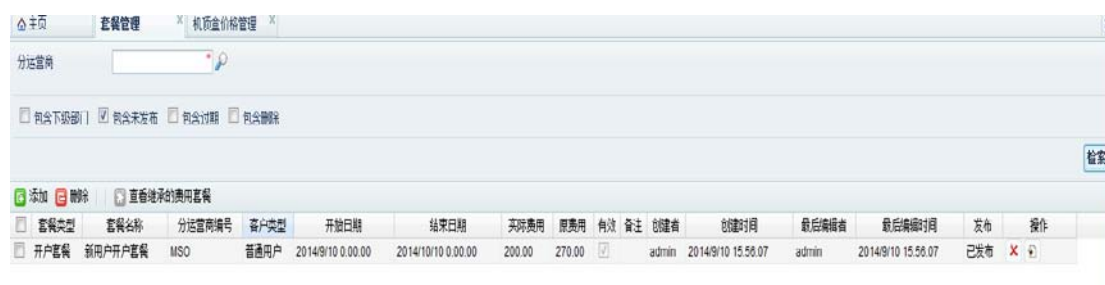 主页 套餐管理 X 机顶盒价格管理 X
分运营商 *
包含下级部门 包含未发布 包含过期 包含删除
检索
添加 删除 查看继承的费用套餐
套餐类型 套餐名称 分运营商编号 客户类型 开始日期 结束日期 实际费用 原费用 有效 备注 创建者 创建时间 最后编辑者 最后编辑时间 发布 操作
开户套餐 新用户开户套餐 MSO 普通用户 2014/9/10 0.00.00 2014/10/10 0.00.00 200.00 270.00 admin 2014/9/10 15.56.07 admin 2014/9/10 15.56.07 已发布